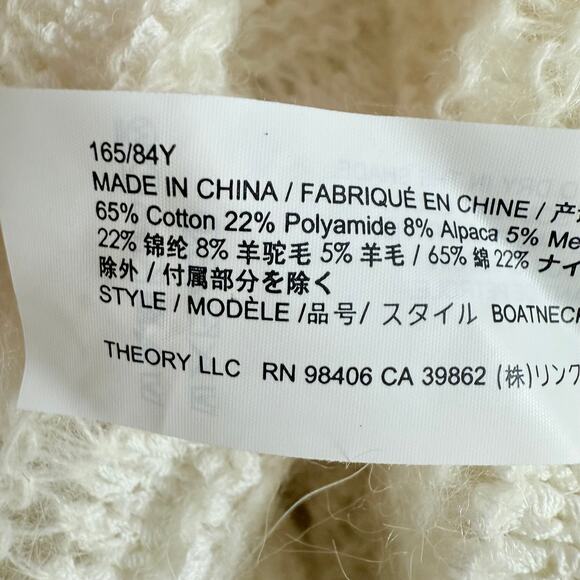 165/84Y
MADE IN CHINA / FABRIQUÉ EN CHINE / 产
65% Cotton 22% Polyamide 8% Alpaca 5% Me
22% 锦纶 8% 羊驼毛 5% 羊毛 / 65% 綿 22% ナイ
除外 / 付属部分を除く
STYLE / MODÈLE /品号/ スタイル BOATNECK
THEORY LLC RN 98406 CA 39862 (株)リンク